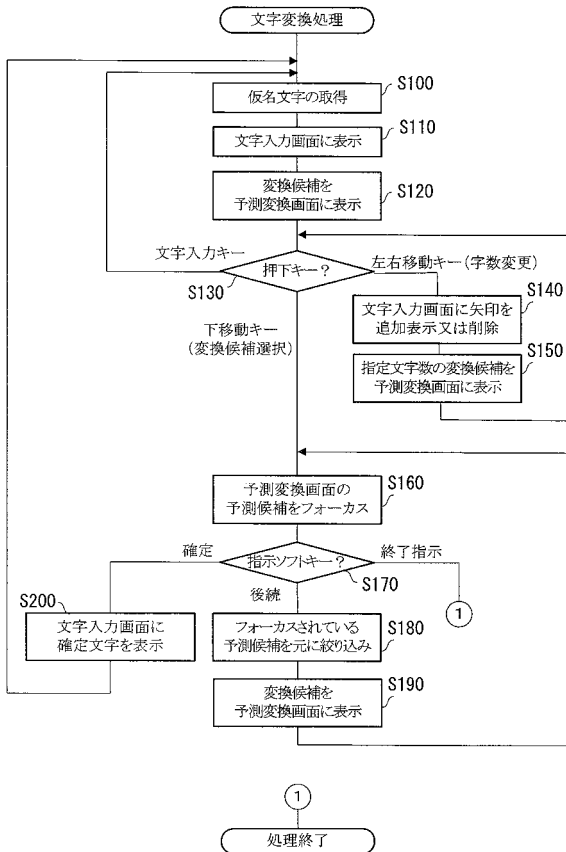 文字変換処理
仮名文字の取得
S100
文字入力画面に表示
S110
変換候補を
予測変換画面に表示
S120
文字入力キー
押下キー？
S130
左右移動キー（字数変更）
文字入力画面に矢印を
追加表示又は削除
S140
下移動キー
（変換候補選択）
指定文字数の変換候補を
予測変換画面に表示
S150
予測変換画面の
予測候補をフォーカス
S160
確定
指示ソフトキー？
S170
終了指示
後続
1
S200
文字入力画面に
確定文字を表示
フォーカスされている
予測候補を元に絞り込み
S180
変換候補を
予測変換画面に表示
S190
1
処理終了